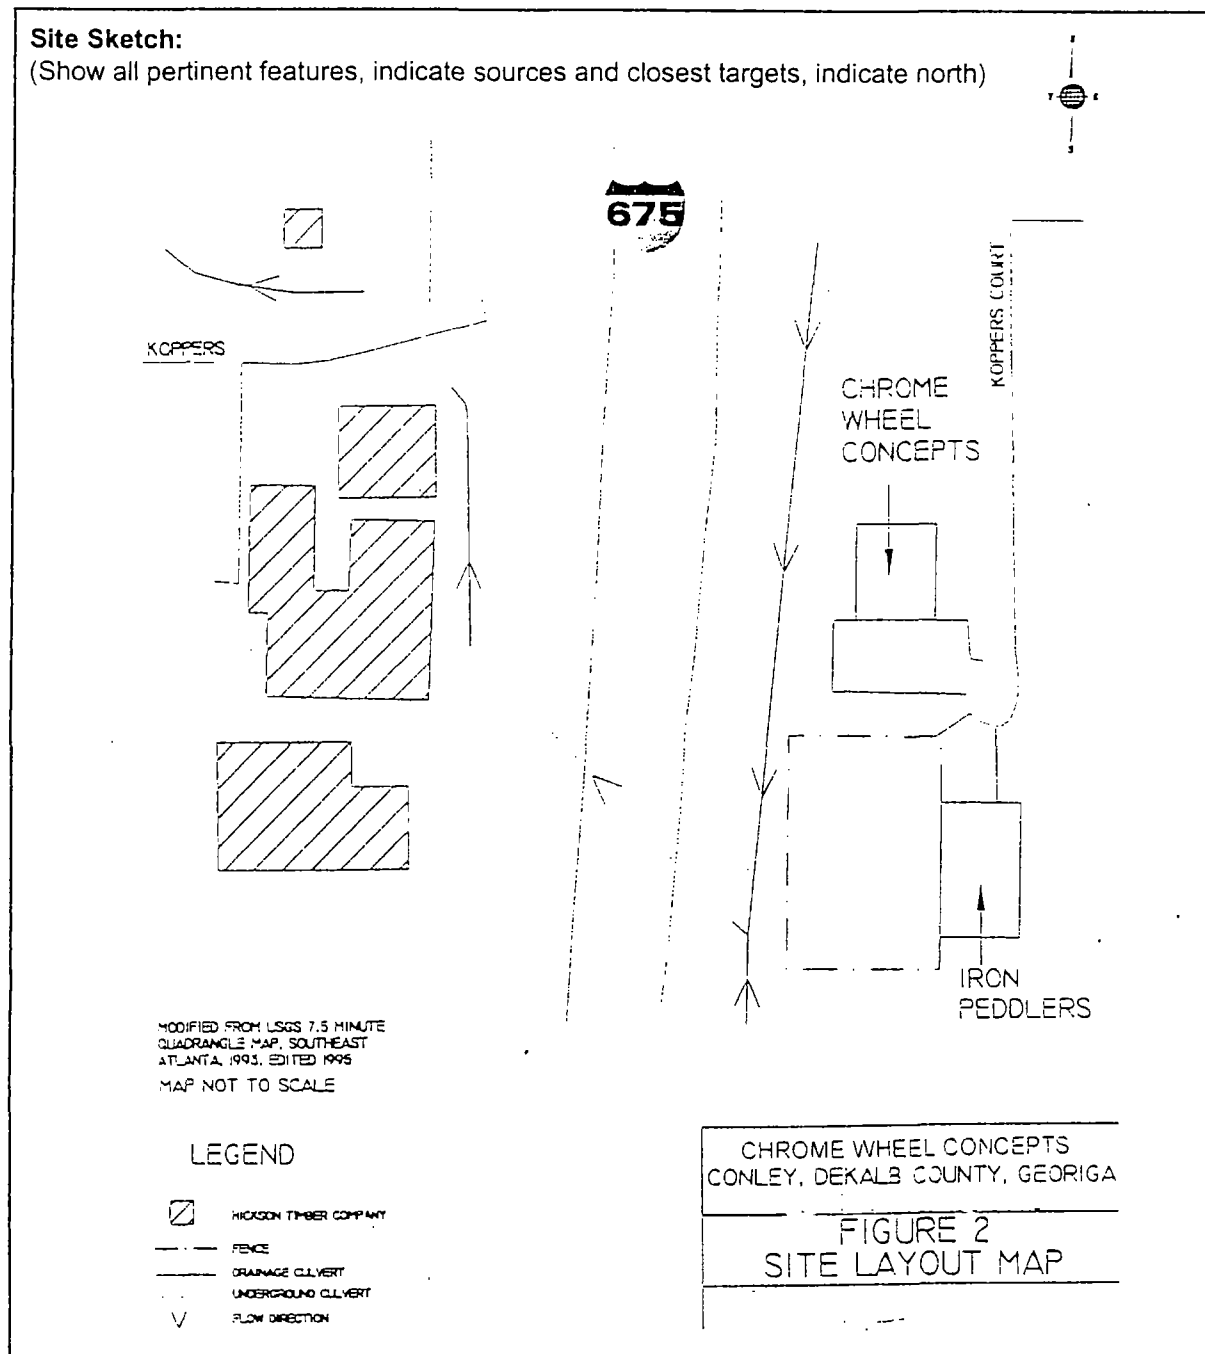 Site Sketch:
(Show all pertinent features, indicate sources and closest targets, indicate north)
675
KOPPERS
KOPPERS COURT
CHROME
WHEEL
CONCEPTS
IRON
PEDDLERS
MODIFIED FROM USGS 7.5 MINUTE
QUADRANGLE MAP, SOUTHEAST
ATLANTA, 1993, EDITED 1995
MAP NOT TO SCALE
LEGEND
HICKSON TIMBER COMPANY
FENCE
DRAINAGE CULVERT
UNDERGROUND CULVERT
FLOW DIRECTION
CHROME WHEEL CONCEPTS
CONLEY, DEKALB COUNTY, GEORIGA
FIGURE 2
SITE LAYOUT MAP